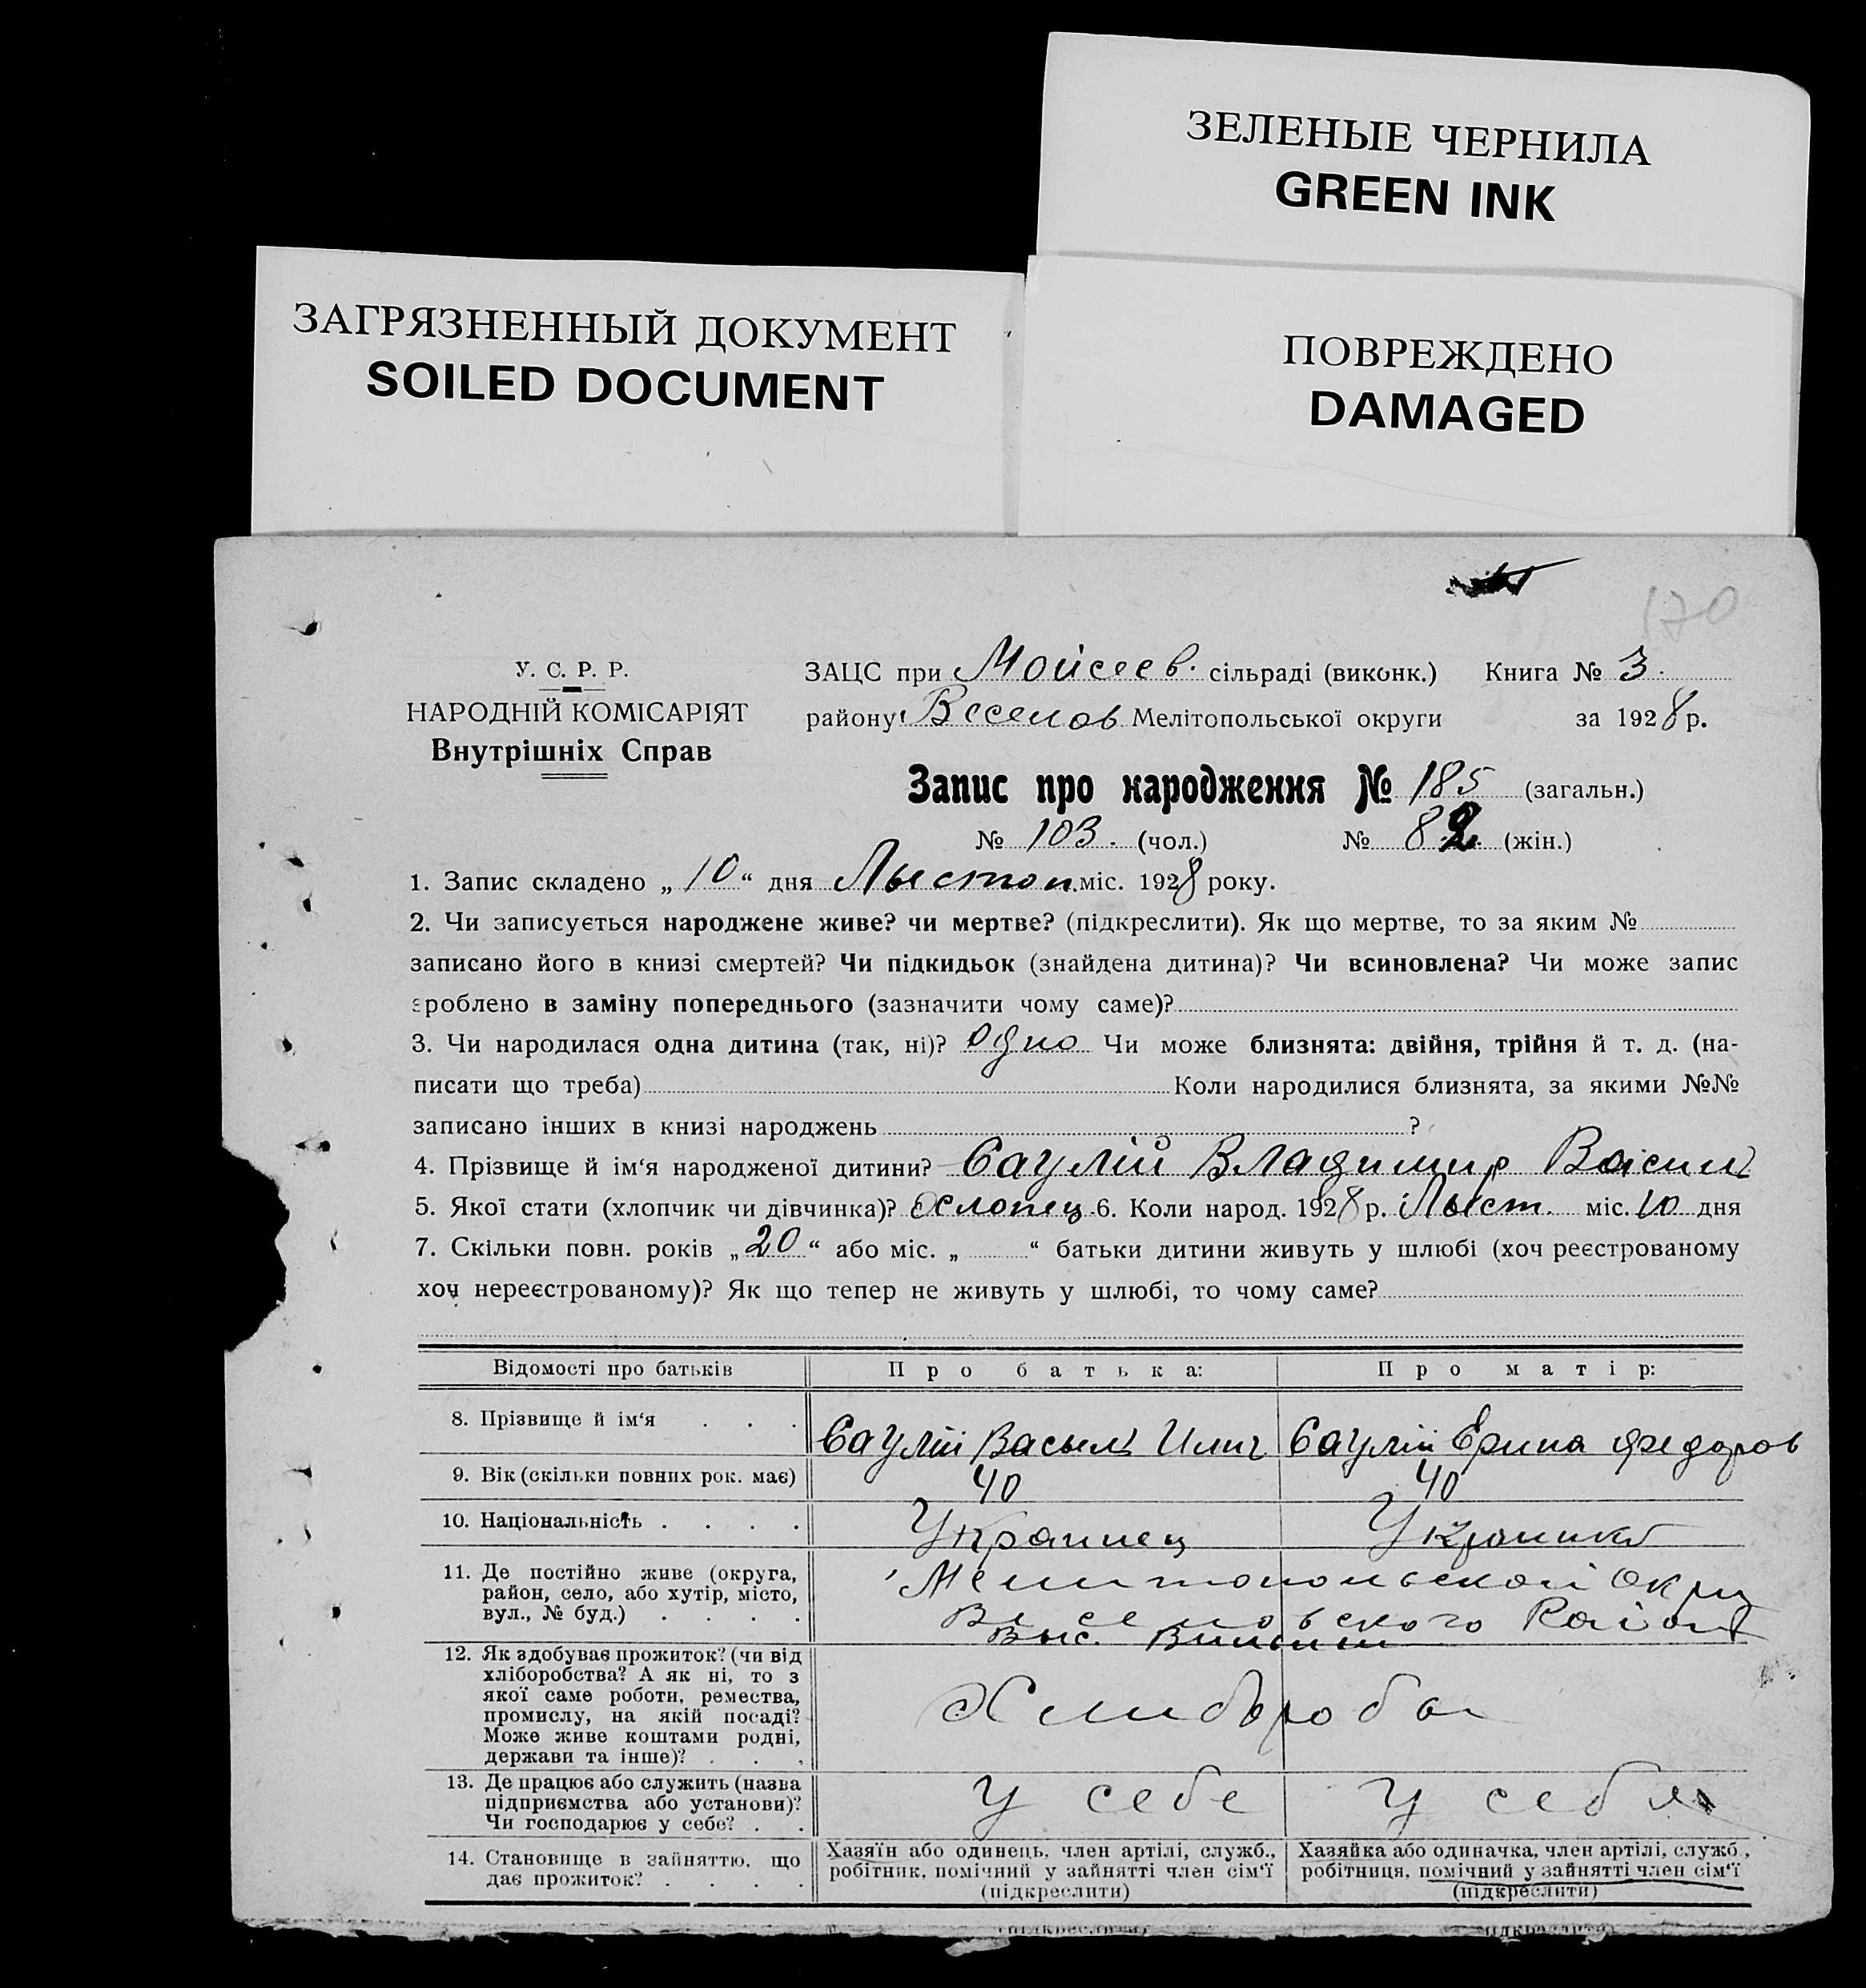 ЗЕЛЕНЫЕ ЧЕРНИЛА
GREEN INK
ЗАГРЯЗНЕННЫЙ ДОКУМЕНТ
SOILED DOCUMENT
ПОВРЕЖДЕНО
DAMAGED
170
У. С. Р. Р.
НАРОДНІЙ КОМІСАРІЯТ
Внутрішніх Справ
ЗАЦС при Мойсеев. сільраді (виконк.) Книга № 3.
району Веселов Мелітопольської округи за 1928 р.
Запис про народження № 185 (загальн.)
№ 103. (чол.) № 82. (жін.)
1. Запис складено „10“ дня Лыстоп. міс. 1928 року.
2. Чи записується народжене живе? чи мертве? (підкреслити). Як що мертве, то за яким №
записано його в книзі смертей? Чи підкидьок (знайдена дитина)? Чи всиновлена? Чи може запис
зроблено в заміну попереднього (зазначити чому саме)?
3. Чи народилася одна дитина (так, ні)? Одно Чи може близнята: двійня, трійня й т. д. (на-
писати що треба) Коли народилися близнята, за якими №№
записано інших в книзі народжень ?
4. Прізвище й ім‘я народженої дитини? Саулій Владимир Васил
5. Якої стати (хлопчик чи дівчинка)? Хлопец. 6. Коли народ. 1928 р. Лыст. міс. 10 дня
7. Скільки повн. років „20“ або міс. „ “ батьки дитини живуть у шлюбі (хоч реєстрованому
хоч нереєстрованому)? Як що тепер не живуть у шлюбі, то чому саме?
Відомості про батьків Про батька: Про матір:
8. Прізвище й ім‘я . . . Саулій Васыль Илич Саулій Ерина Федоров
9. Вік (скільки повних рок. має) 40 40
10. Національність . . . . Украинец Украинка
11. Де постійно живе (округа,
район, село, або хутір, місто,
вул., № буд.) . . . .
Мелитопольской Окру
Веселовського Район
12. Як здобуває прожиток? (чи від
хліборобства? А як ні, то з
якої саме роботи, ремества,
промислу, на якій посаді?
Може живе коштами родні,
держави та інше)? . . .
Хлиборобы
13. Де працює або служить (назва
підприємства або установи)?
Чи господарює у себе? . .
У себе У себя
14. Становище в зайняттю, що
дає прожиток? . . . .
Хазяїн або одинець, член артілі, служб.,
робітник, помічний у зайнятті член сім‘ї
(підкреслити)
Хазяйка або одиначка, член артілі, служб.,
робітниця, помічний у зайнятті член сім‘ї
(підкреслити)